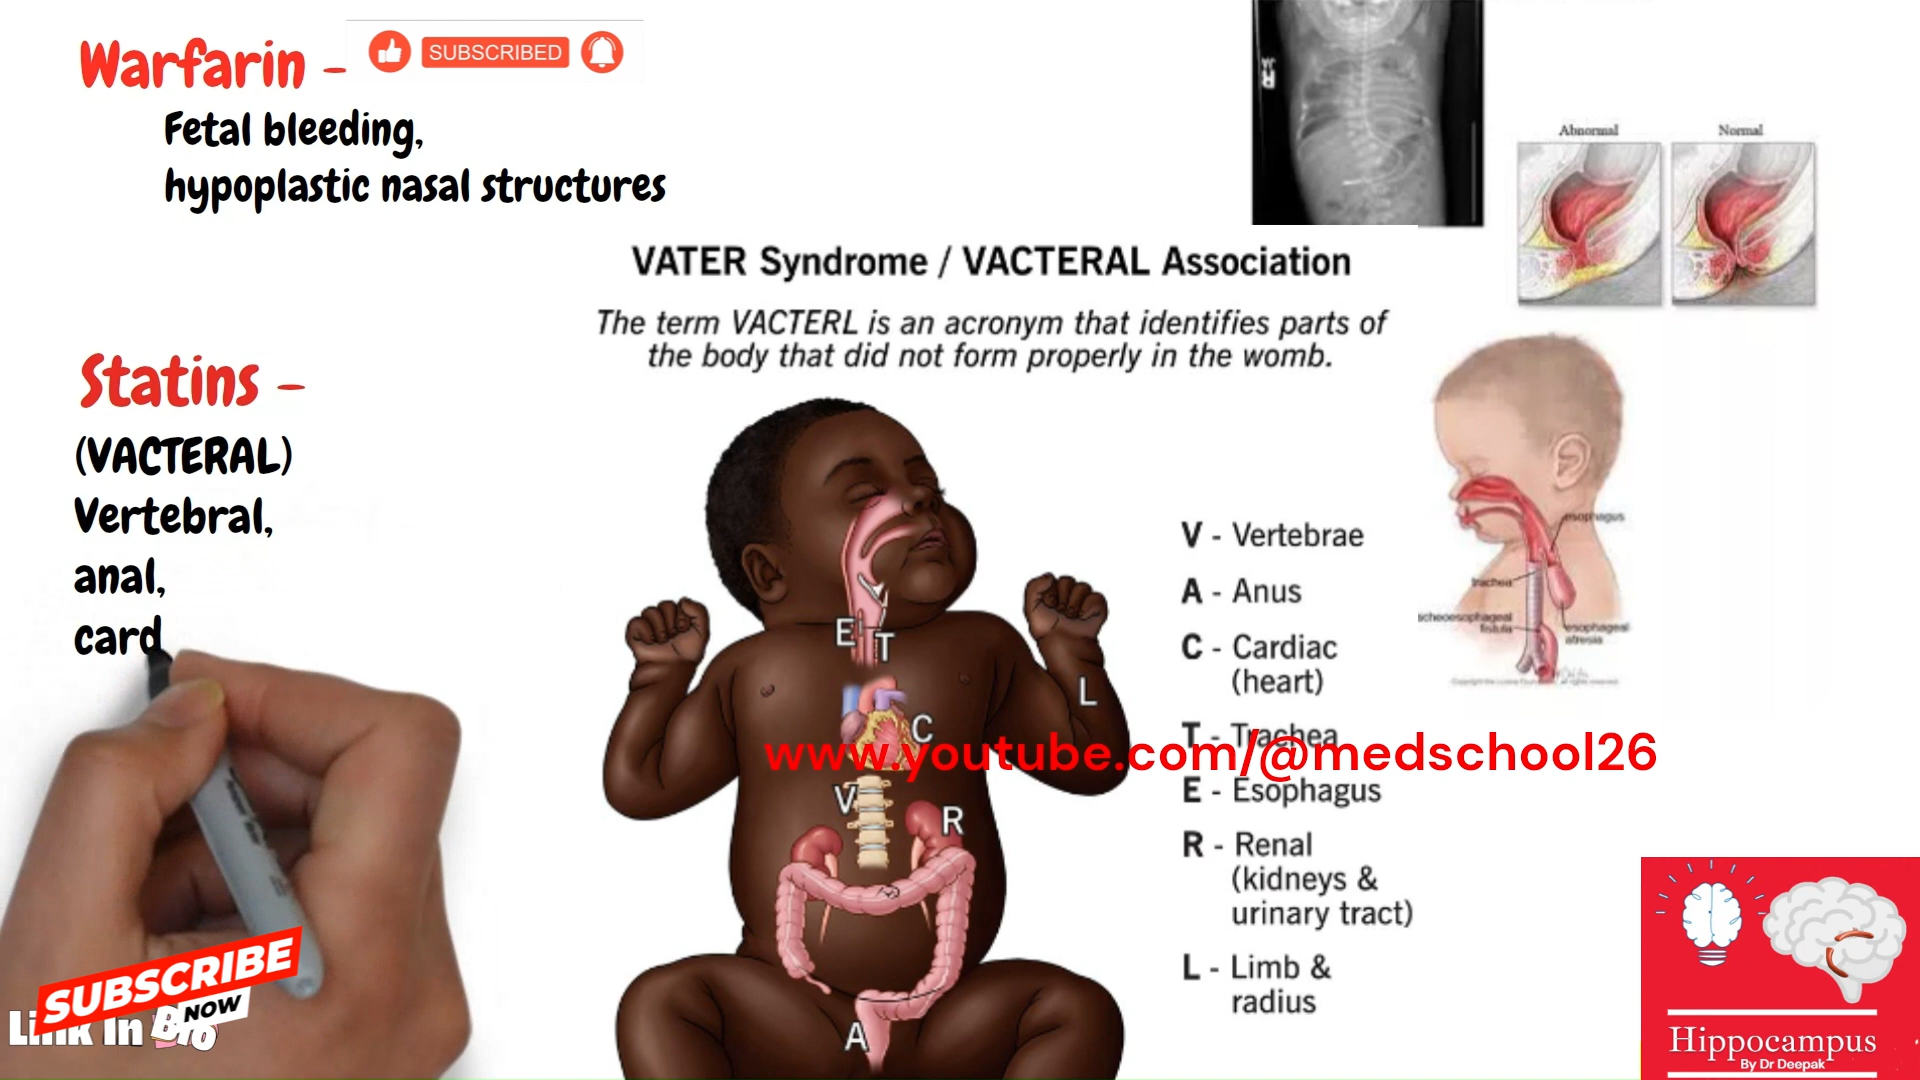 Warfarin -
SUBSCRIBED
Fetal bleeding,
hypoplastic nasal structures
Statins -
(VACTERAL)
Vertebral,
anal,
card
VATER Syndrome / VACTERAL Association
The term VACTERL is an acronym that identifies parts of
the body that did not form properly in the womb.
E
T
C
L
V
R
A
V - Vertebrae
A - Anus
C - Cardiac
(heart)
T - Trachea
E - Esophagus
R - Renal
(kidneys &
urinary tract)
L - Limb &
radius
www.youtube.com/@medschool26
R
Abnormal
Normal
esophagus
trachea
scheoesophageal
fistula
esophageal
atresia
SUBSCRIBE
NOW
Link In Bio
Hippocampus
By Dr Deepak